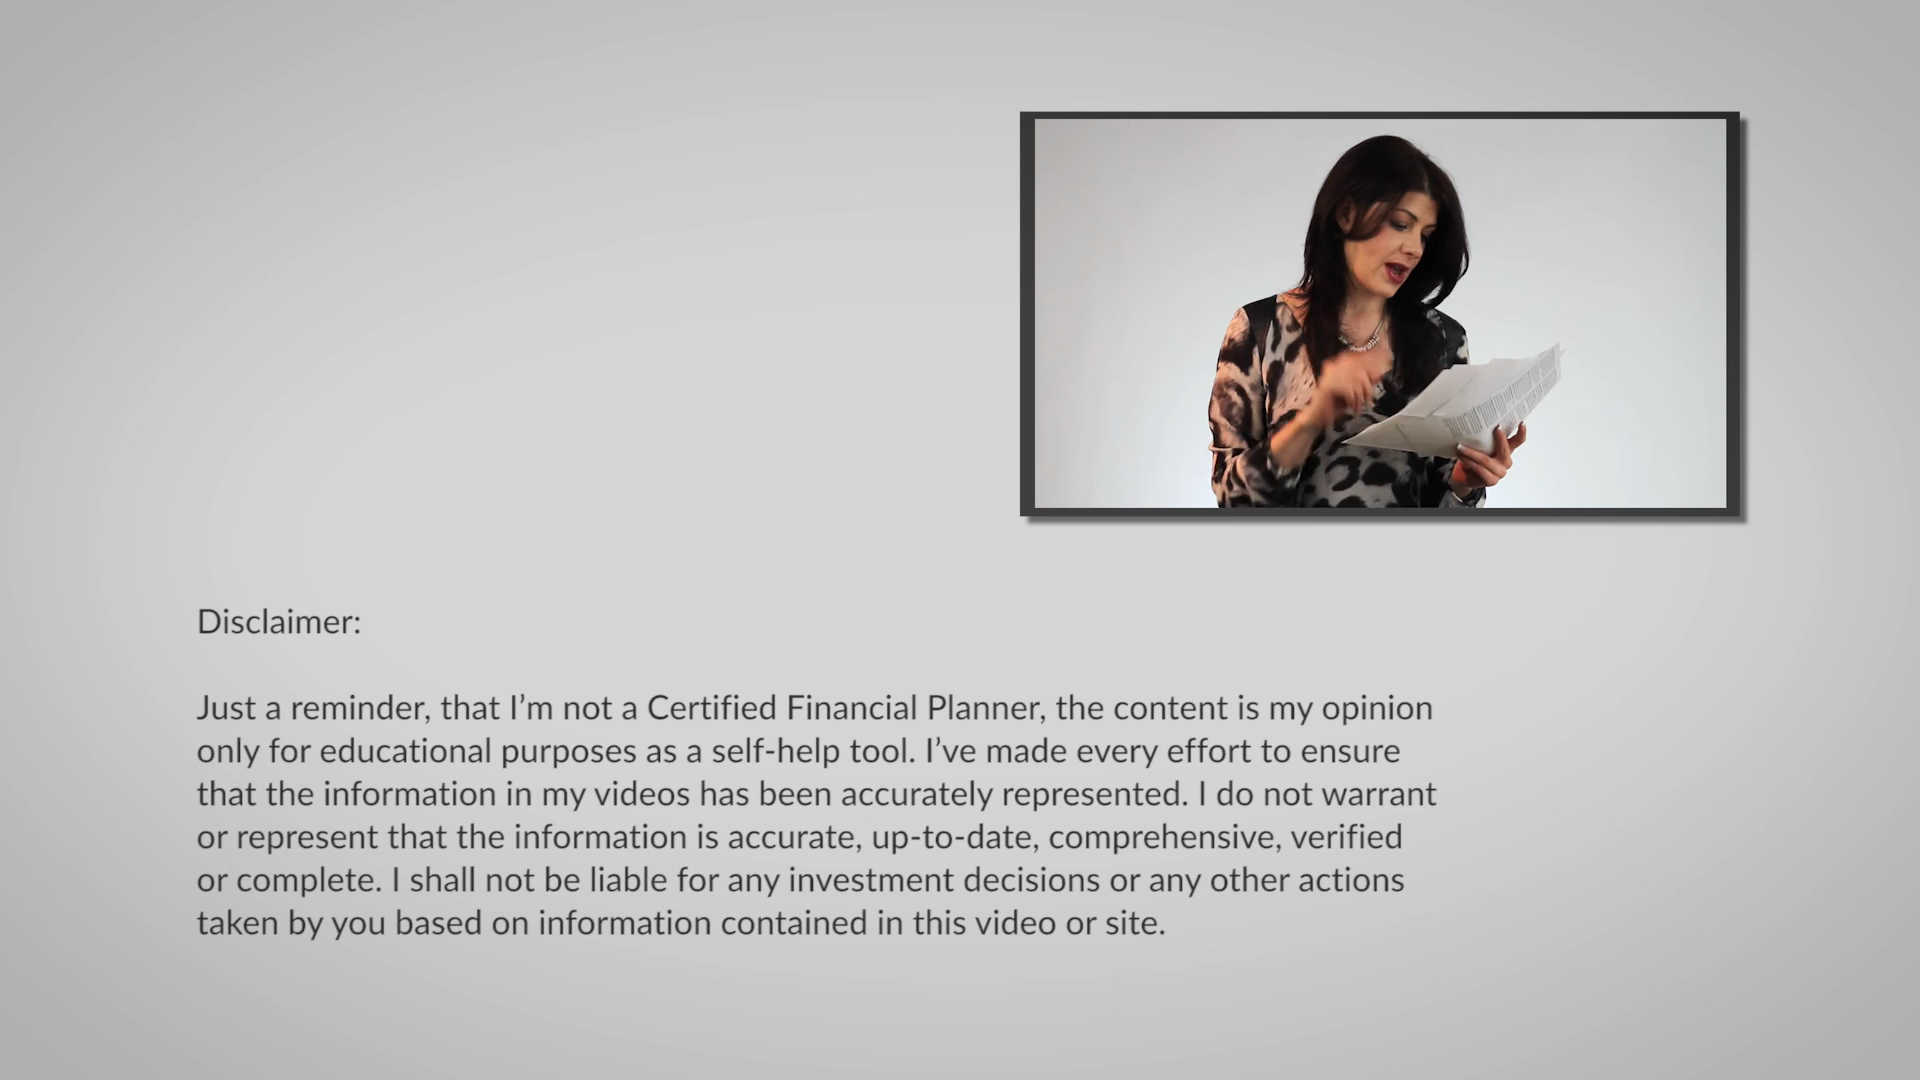 Disclaimer:
Just a reminder, that I’m not a Certified Financial Planner, the content is my opinion
only for educational purposes as a self-help tool. I’ve made every effort to ensure
that the information in my videos has been accurately represented. I do not warrant
or represent that the information is accurate, up-to-date, comprehensive, verified
or complete. I shall not be liable for any investment decisions or any other actions
taken by you based on information contained in this video or site.